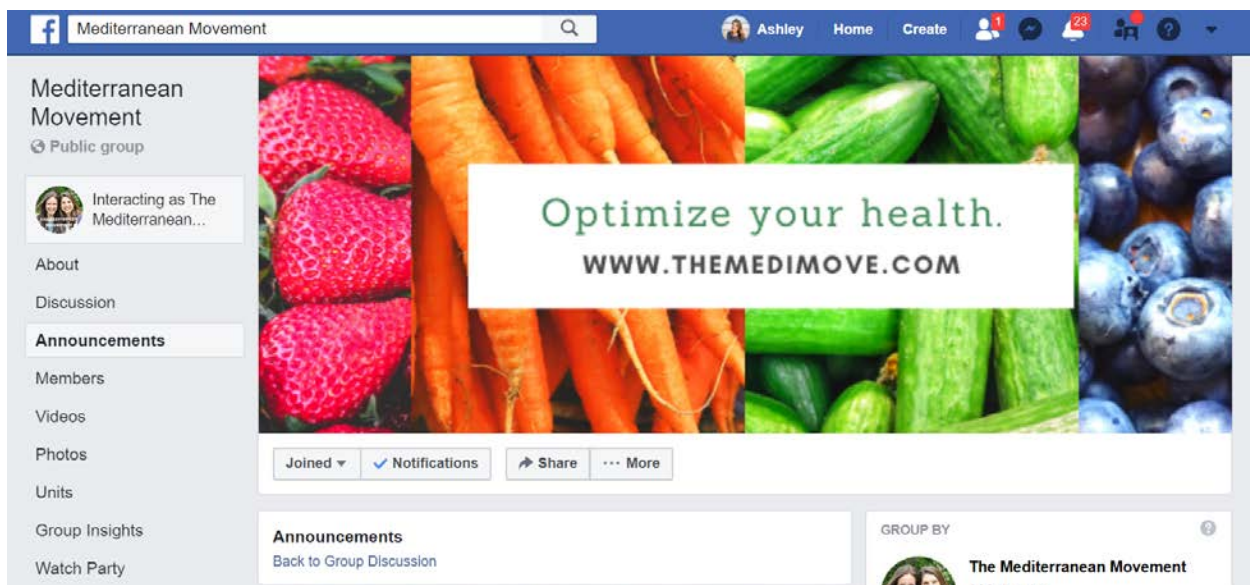 Mediterranean Movement
Ashley
Home
Create
1
23
Mediterranean
Movement
Public group
Interacting as The
Mediterranean...
About
Discussion
Announcements
Members
Videos
Photos
Units
Group Insights
Watch Party
Optimize your health.
WWW.THEMEDIMOVE.COM
Joined
Notifications
Share
More
Announcements
Back to Group Discussion
GROUP BY
The Mediterranean Movement